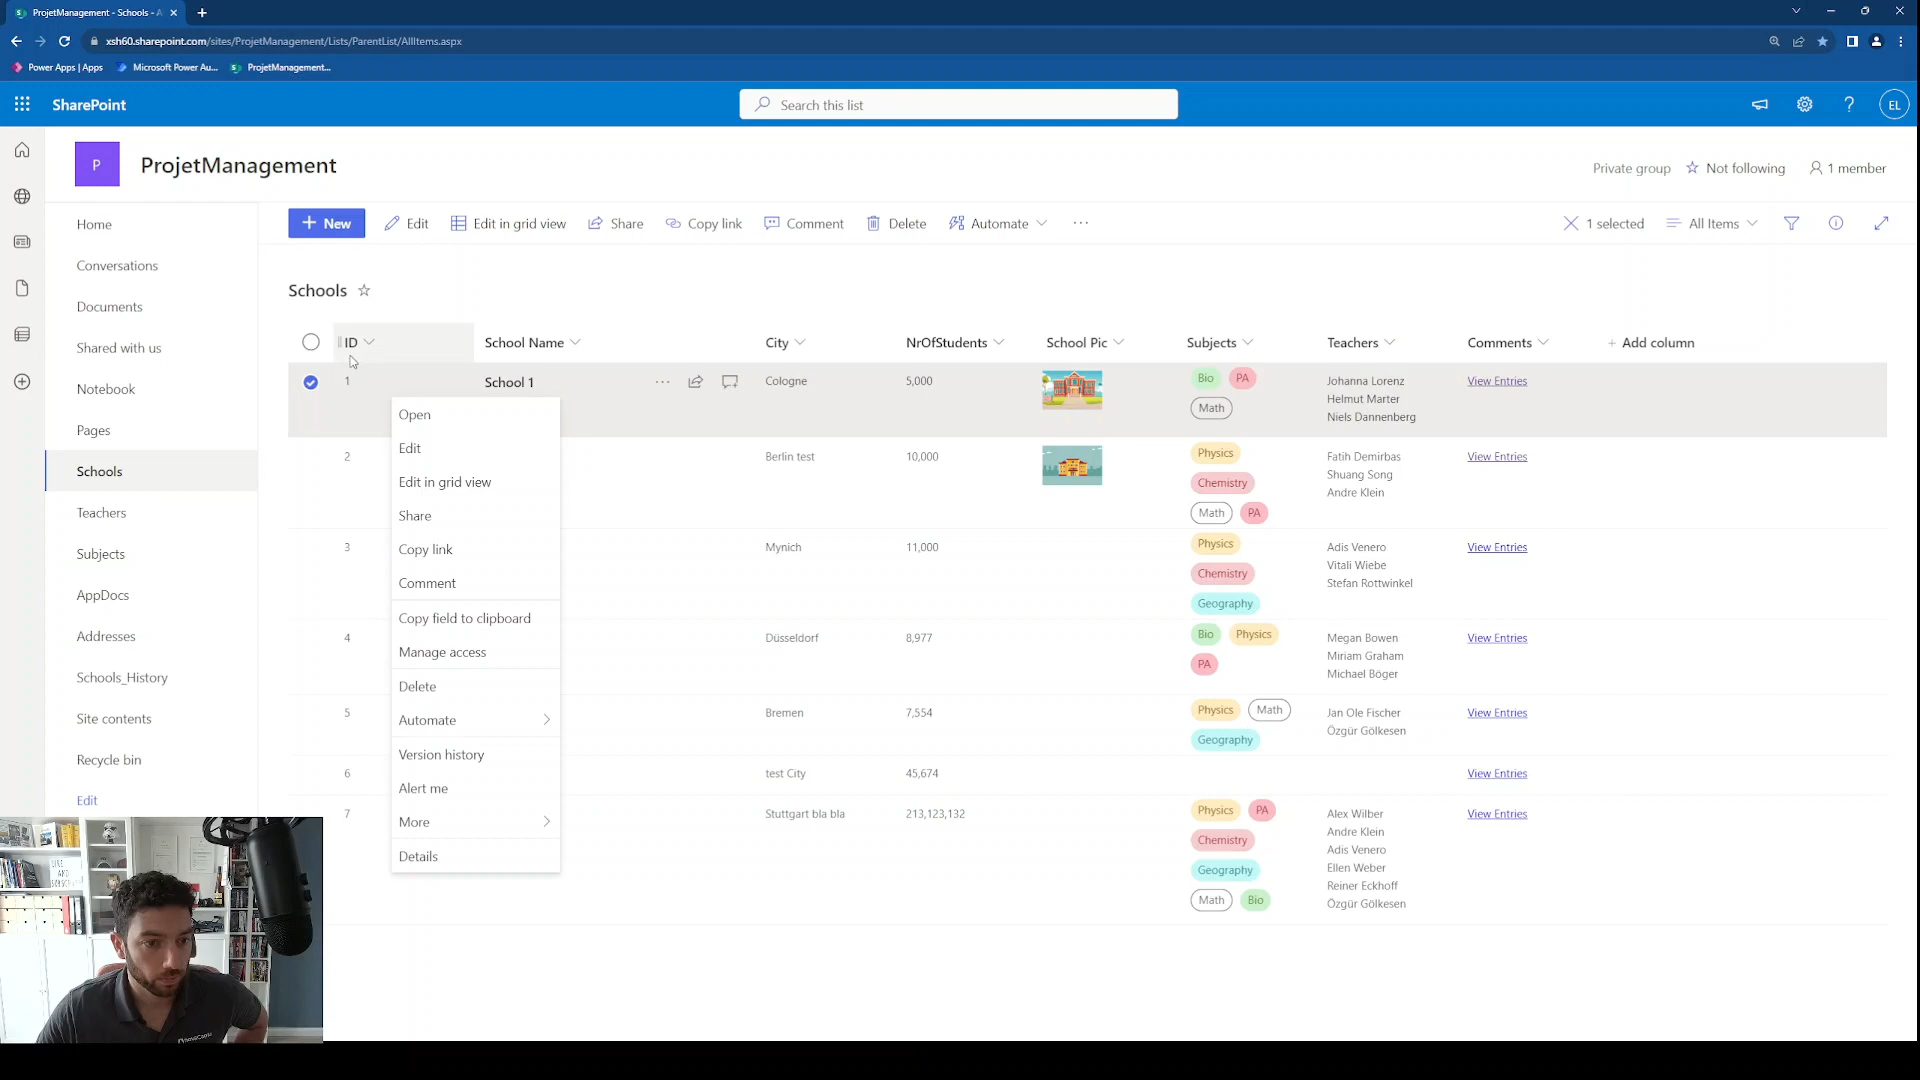 ProjetManagement - Schools - A
xsh60.sharepoint.com/sites/ProjetManagement/Lists/ParentList/AllItems.aspx
Power Apps | Apps
Microsoft Power Au...
ProjetManagement...
SharePoint
Search this list
EL
P
ProjetManagement
Private group
Not following
1 member
Home
Conversations
Documents
Shared with us
Notebook
Pages
Schools
Teachers
Subjects
AppDocs
Addresses
Schools_History
Site contents
Recycle bin
Edit
+ New
Edit
Edit in grid view
Share
Copy link
Comment
Delete
Automate
...
1 selected
All Items
Schools
ID
School Name
City
NrOfStudents
School Pic
Subjects
Teachers
Comments
+ Add column
1
School 1
...
Cologne
5,000
Bio
PA
Math
Johanna Lorenz
Helmut Marter
Niels Dannenberg
View Entries
2
Berlin test
10,000
Physics
Chemistry
Math
PA
Fatih Demirbas
Shuang Song
Andre Klein
View Entries
3
Mynich
11,000
Physics
Chemistry
Geography
Adis Venero
Vitali Wiebe
Stefan Rottwinkel
View Entries
4
Düsseldorf
8,977
Bio
Physics
PA
Megan Bowen
Miriam Graham
Michael Böger
View Entries
5
Bremen
7,554
Physics
Math
Geography
Jan Ole Fischer
Özgür Gölkesen
View Entries
6
test City
45,674
View Entries
7
Stuttgart bla bla
213,123,132
Physics
PA
Chemistry
Geography
Math
Bio
Alex Wilber
Andre Klein
Adis Venero
Ellen Weber
Reiner Eckhoff
Özgür Gölkesen
View Entries
Open
Edit
Edit in grid view
Share
Copy link
Comment
Copy field to clipboard
Manage access
Delete
Automate
Version history
Alert me
More
Details